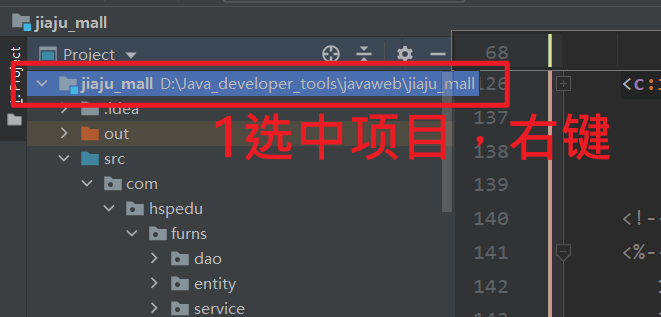 jiaju_mall
Project
68
jiaju_mall D:\Java_developer_tools\javaweb\jiaju_mall
126
<c:i
.idea
137
out
1选中项目，右键
138
src
com
139
hspedu
140
<!--
furns
141
<%--
dao
142
entity
service
143